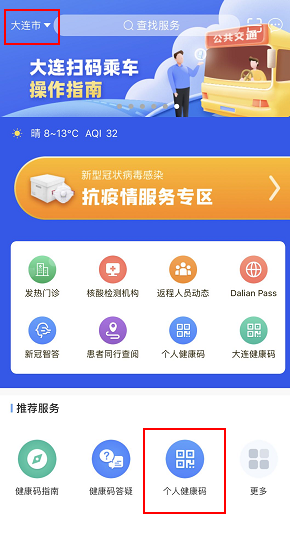 大连市
查找服务
公共交通
大连扫码乘车
操作指南
晴 8~13°C AQI 32
新型冠状病毒感染
抗疫情服务专区
发热门诊 核酸检测机构 返程人员动态 Dalian Pass
新冠智答 患者同行查阅 个人健康码 大连健康码
推荐服务
健康码指南 健康码答疑 个人健康码 更多